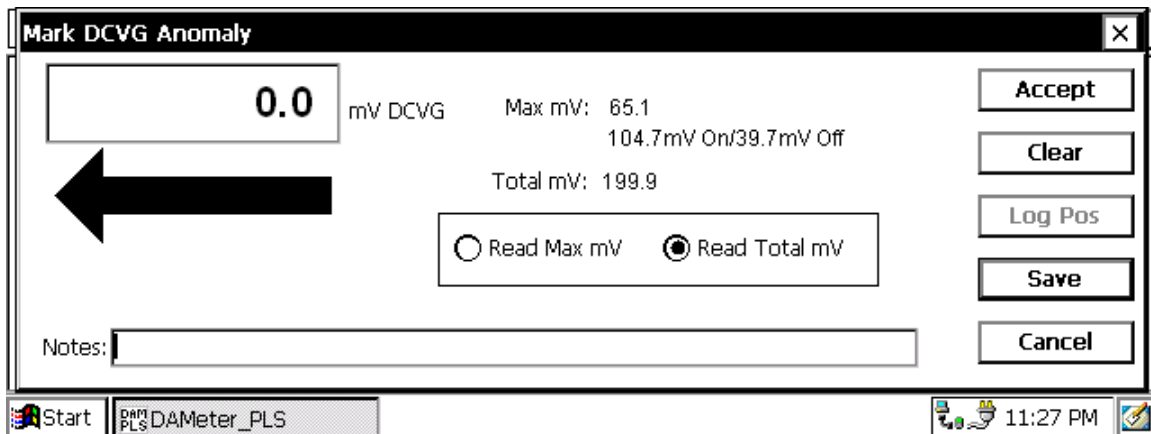 Mark DCVG Anomaly
0.0 mV DCVG
Max mV: 65.1
104.7mV On/39.7mV Off
Total mV: 199.9
Read Max mV Read Total mV
Notes:
Accept
Clear
Log Pos
Save
Cancel
Start DAM PLS DAMeter_PLS 11:27 PM